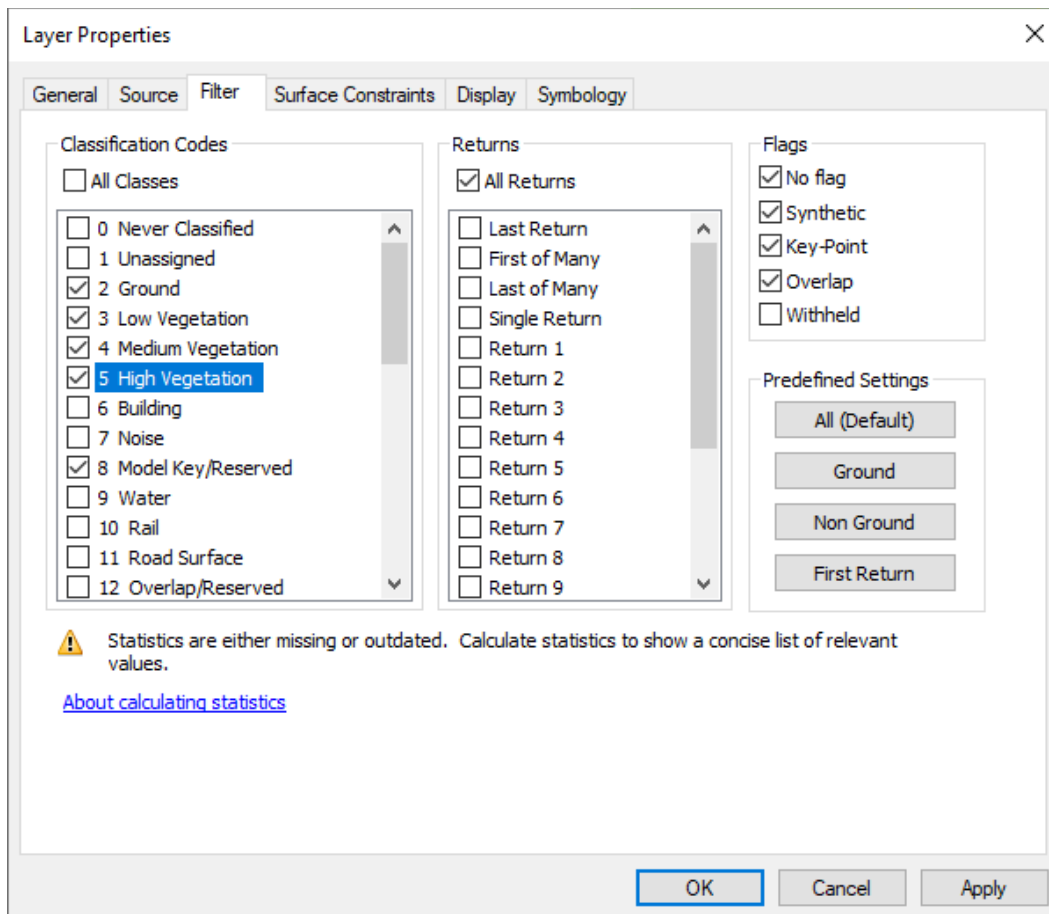 Layer Properties
General Source Filter Surface Constraints Display Symbology
Classification Codes
All Classes
0 Never Classified
1 Unassigned
2 Ground
3 Low Vegetation
4 Medium Vegetation
5 High Vegetation
6 Building
7 Noise
8 Model Key/Reserved
9 Water
10 Rail
11 Road Surface
12 Overlap/Reserved
Returns
All Returns
Last Return
First of Many
Last of Many
Single Return
Return 1
Return 2
Return 3
Return 4
Return 5
Return 6
Return 7
Return 8
Return 9
Flags
No flag
Synthetic
Key-Point
Overlap
Withheld
Predefined Settings
All (Default)
Ground
Non Ground
First Return
Statistics are either missing or outdated. Calculate statistics to show a concise list of relevant
values.
About calculating statistics
OK Cancel Apply